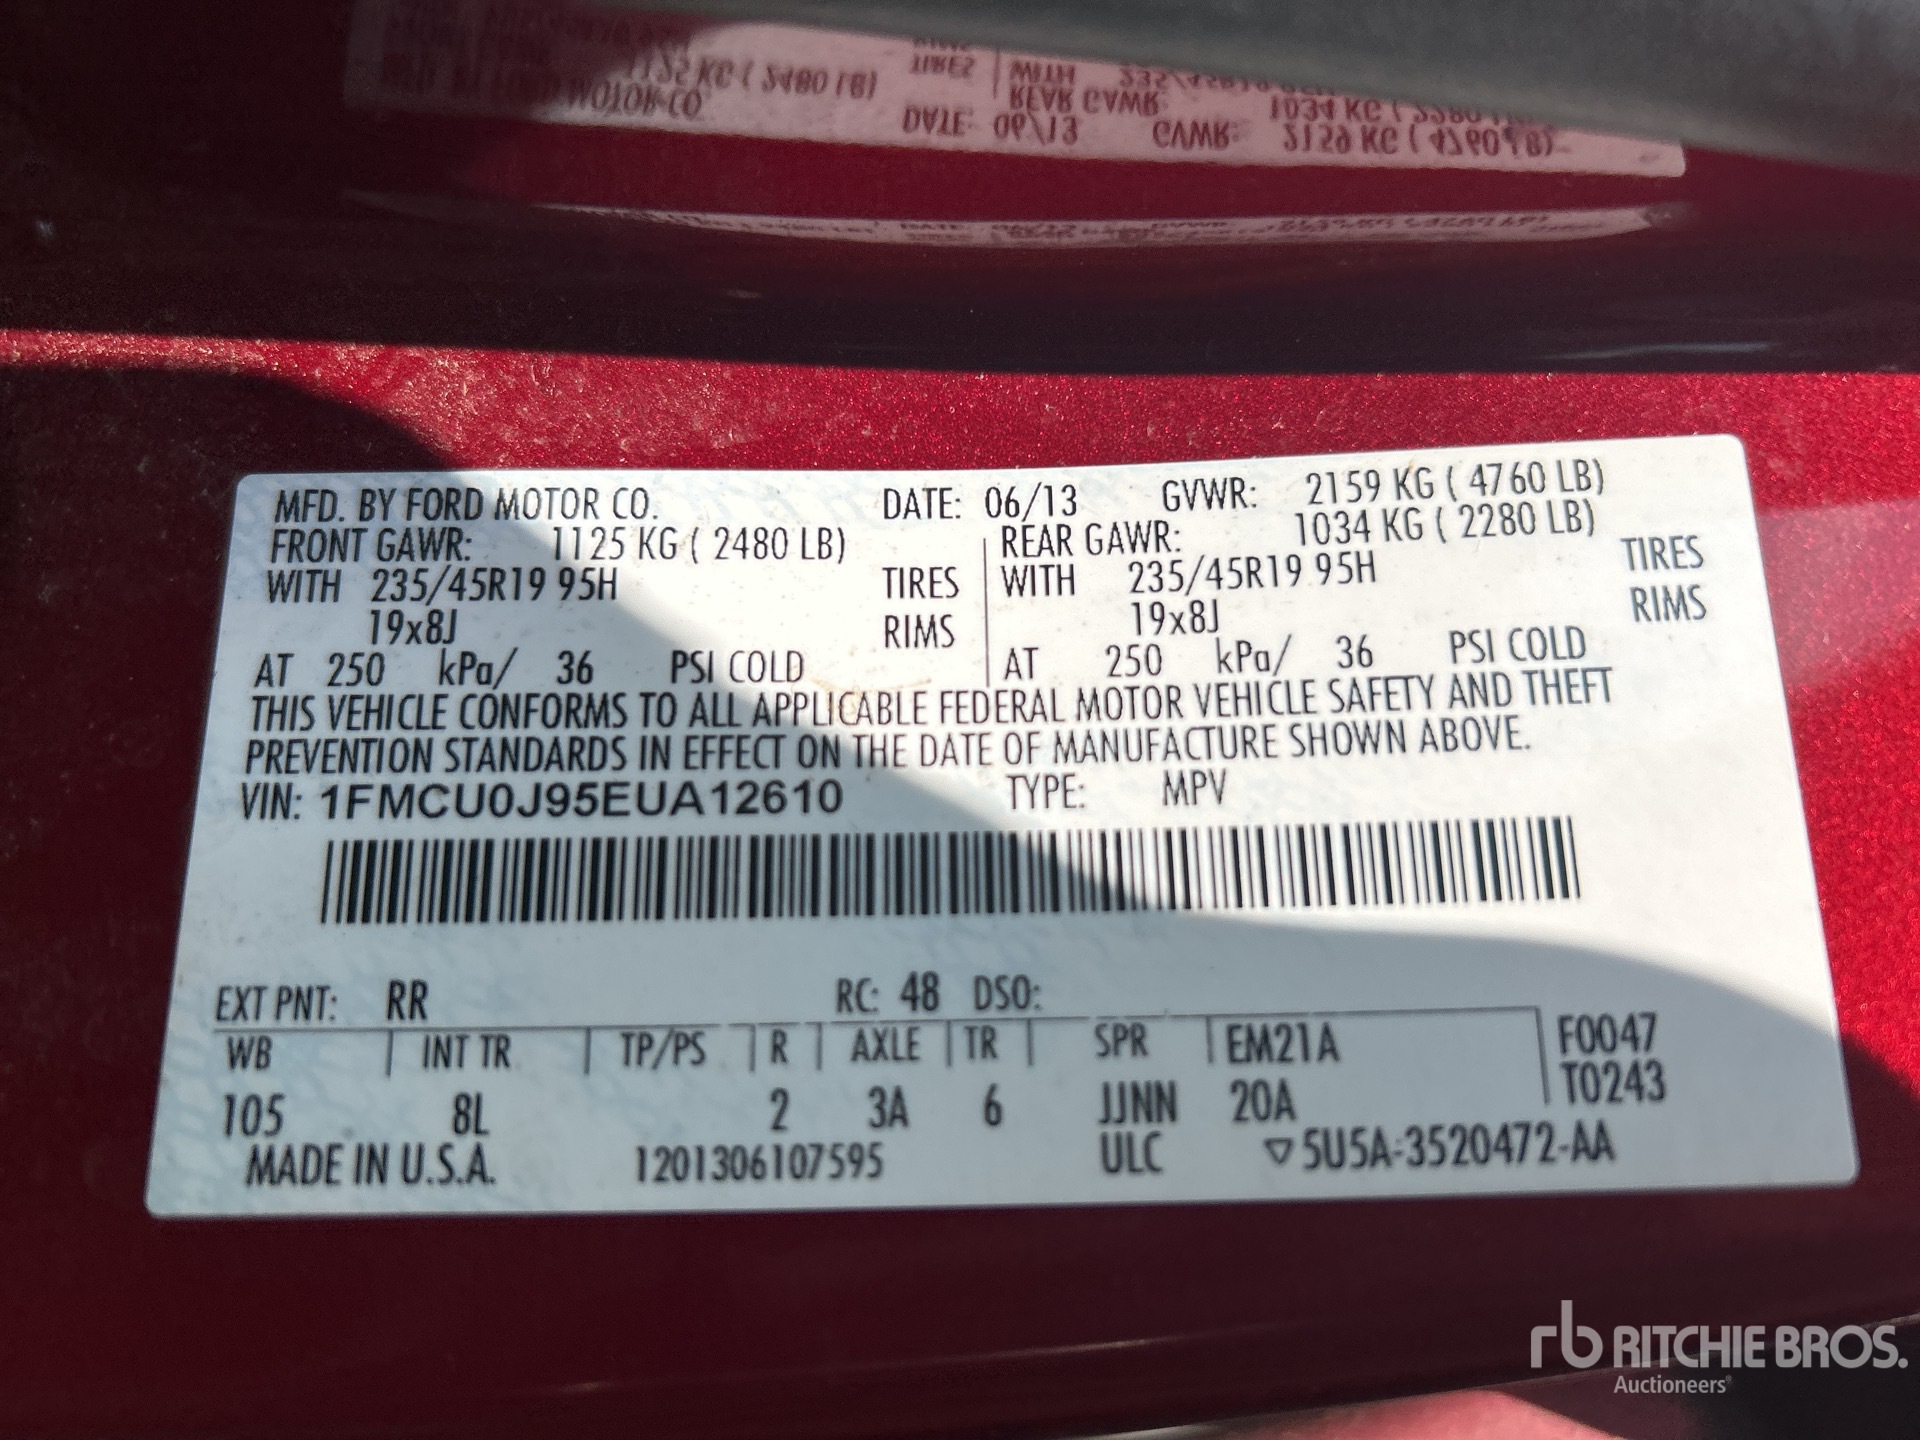 MFD. BY FORD MOTOR CO. DATE: 06/13 GVWR: 2159 KG ( 4760 LB)
FRONT GAWR: 1125 KG ( 2480 LB) REAR GAWR: 1034 KG ( 2280 LB)
WITH 235/45R19 95H TIRES WITH 235/45R19 95H TIRES
19x8J RIMS 19x8J RIMS
AT 250 kPa/ 36 PSI COLD AT 250 kPa/ 36 PSI COLD
THIS VEHICLE CONFORMS TO ALL APPLICABLE FEDERAL MOTOR VEHICLE SAFETY AND THEFT
PREVENTION STANDARDS IN EFFECT ON THE DATE OF MANUFACTURE SHOWN ABOVE.
VIN: 1FMCU0J95EUA12610 TYPE: MPV
EXT PNT: RR RC: 48 DSO:
WB INT TR TP/PS R AXLE TR SPR EM21A F0047
105 8L 2 3A 6 JJNN 20A T0243
MADE IN U.S.A. 1201306107595 ULC 5U5A-3520472-AA
rb RITCHIE BROS.
Auctioneers®